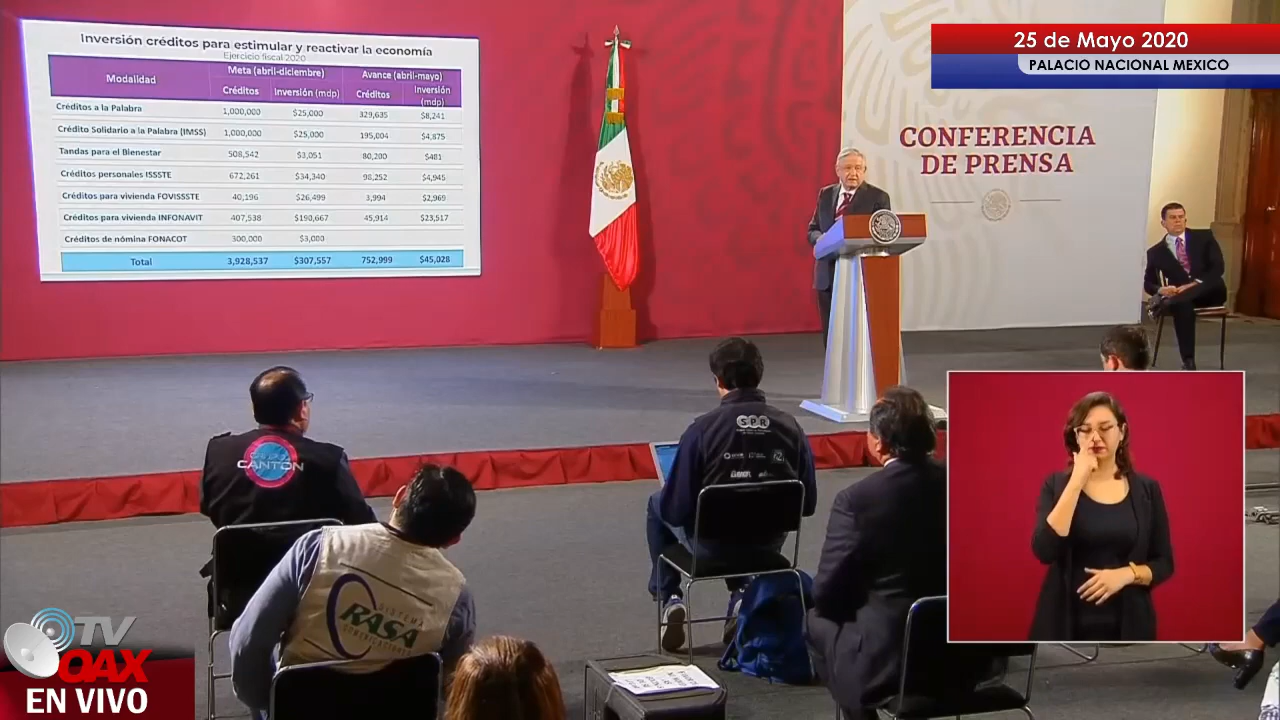 Inversión créditos para estimular y reactivar la economía
Ejercicio fiscal 2020
Modalidad Meta (abril-diciembre) Avance (abril-mayo)
Créditos Inversión (mdp) Créditos Inversión (mdp)
Créditos a la Palabra 1,000,000 $25,000 329,635 $8,241
Crédito Solidario a la Palabra (IMSS) 1,000,000 $25,000 195,004 $4,875
Tandas para el Bienestar 508,542 $3,051 80,200 $481
Créditos personales ISSSTE 672,261 $34,340 98,252 $4,945
Créditos para vivienda FOVISSSTE 40,196 $26,499 3,994 $2,969
Créditos para vivienda INFONAVIT 407,538 $190,667 45,914 $23,517
Créditos de nómina FONACOT 300,000 $3,000
Total 3,928,537 $307,557 752,999 $45,028
25 de Mayo 2020
PALACIO NACIONAL MEXICO
CONFERENCIA
DE PRENSA
CANTÓN
GPR
SISTEMA
RASA
TV
OAX
EN VIVO